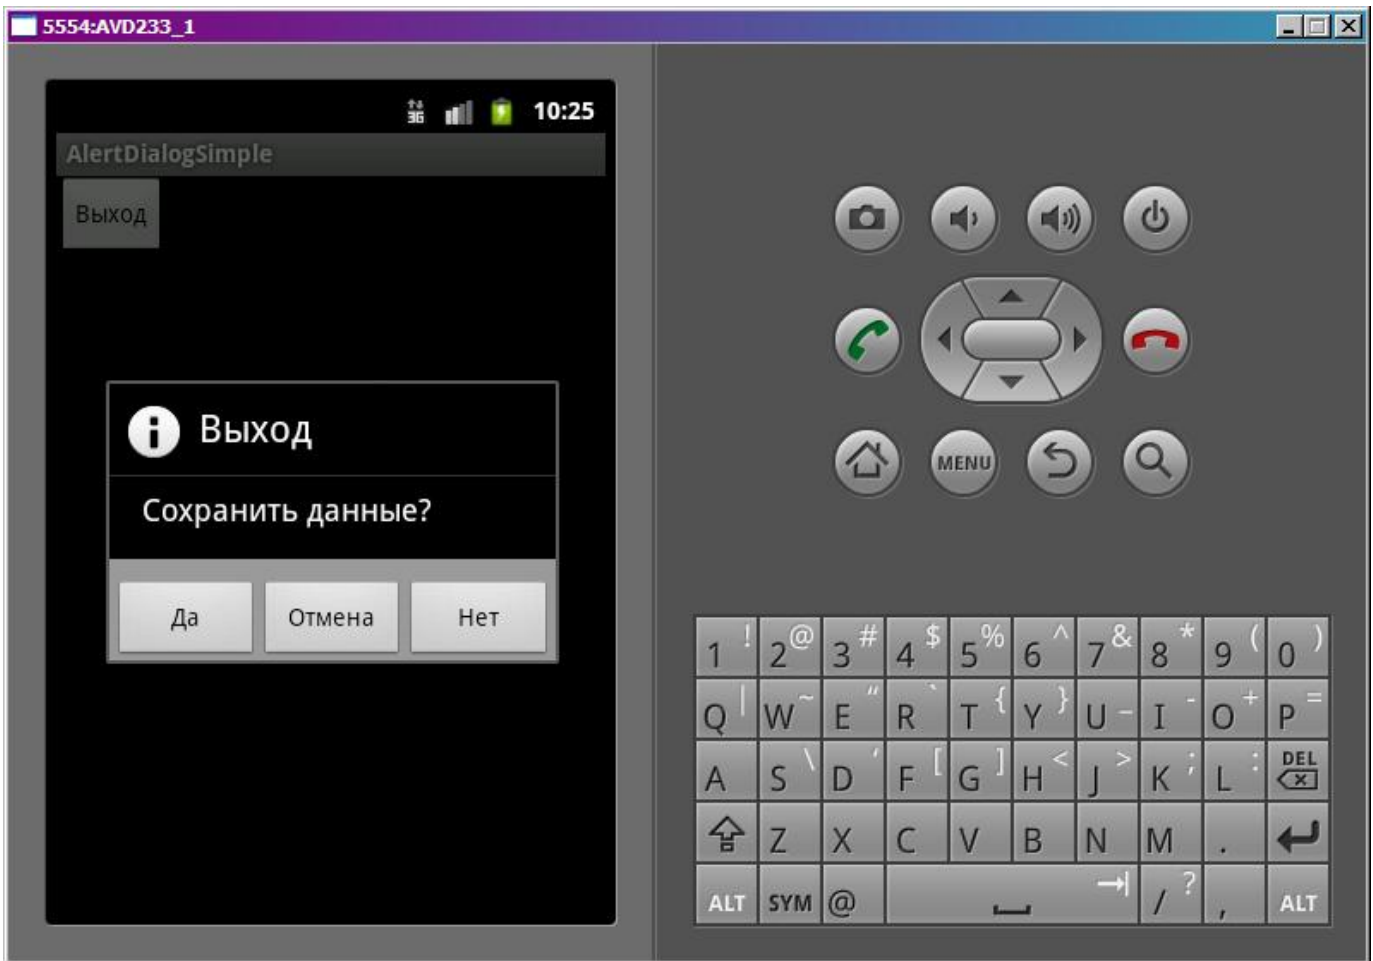 5554:AVD233_1
3G 10:25
AlertDialogSimple
Выход
Выход
Сохранить данные?
Да Отмена Нет
MENU
1 ! 2 @ 3 # 4 $ 5 % 6 ^ 7 & 8 * 9 ( 0 )
Q | W ~ E “ R ` T { Y } U _ I - O + P =
A S \ D ‘ F [ G ] H < J > K ; L : DEL
Z X C V B N M .
ALT SYM @ / ? , ALT